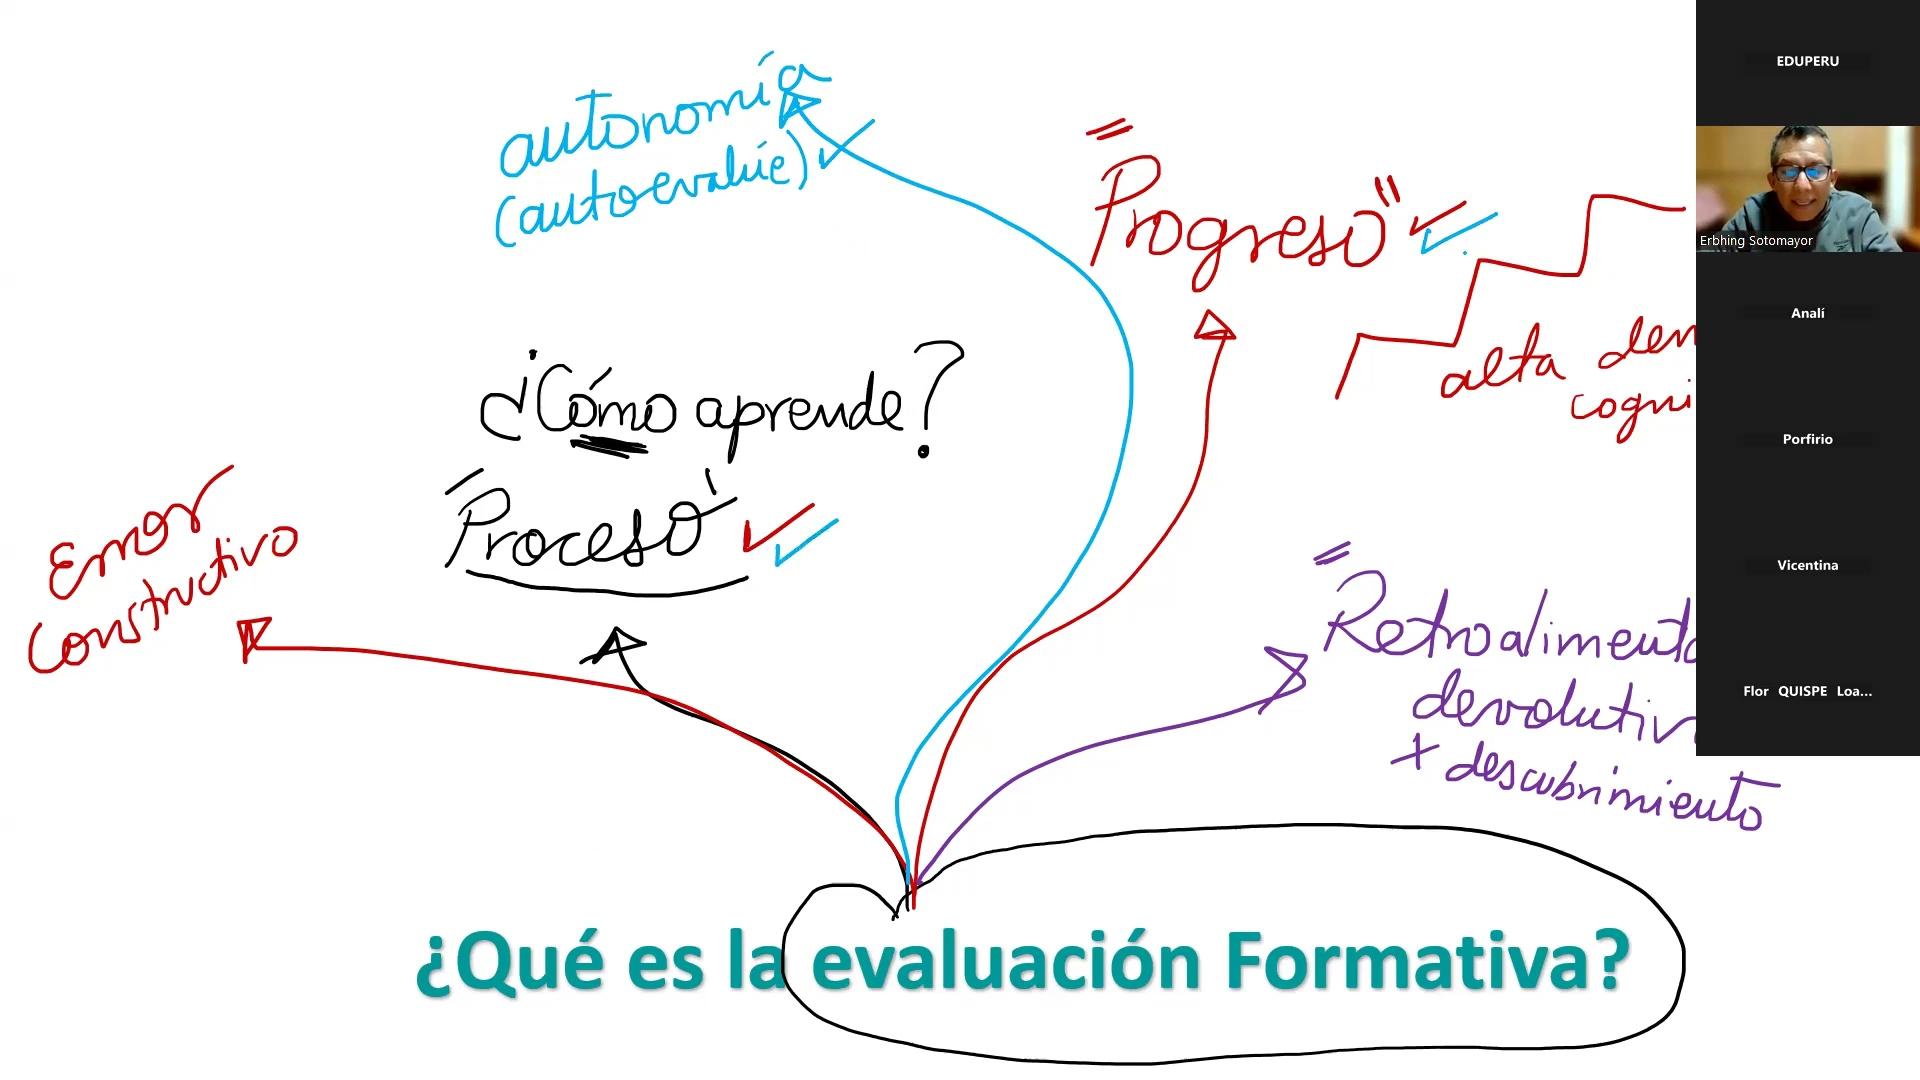 autonomía
(autoevalúe)
"Progreso"
alta
¿Cómo aprende?
"Proceso"
Error
Constructivo
devolutiv
+ descubrimiento
¿Qué es la evaluación Formativa?
EDUPERU
Erbhing Sotomayor
Analí
Porfirio
Vicentina
Flor QUISPE Loa...